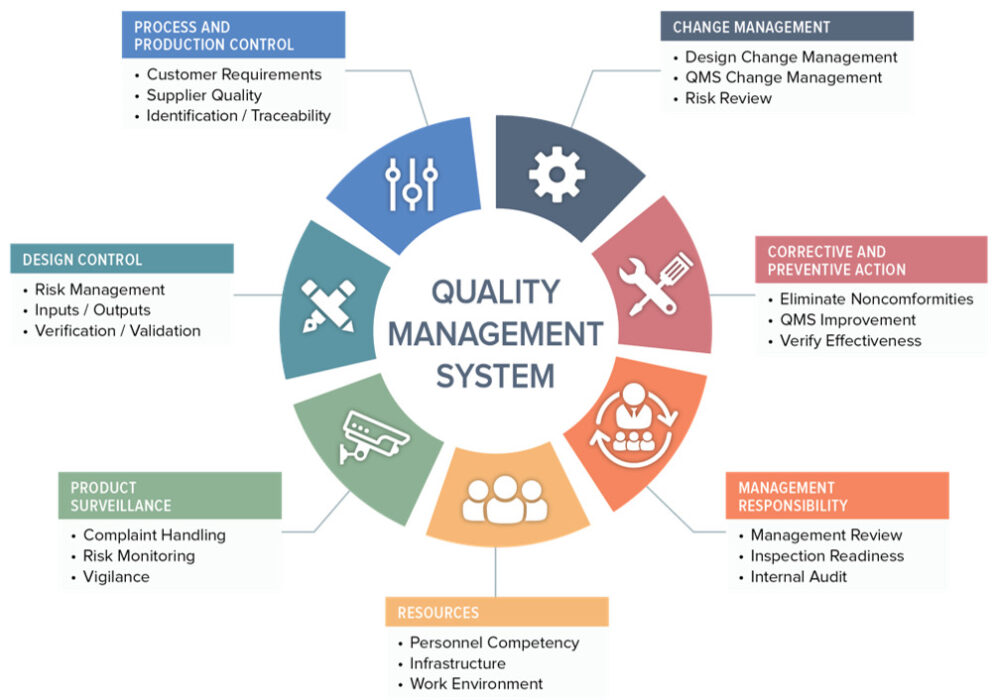 PROCESS AND
PRODUCTION CONTROL
• Customer Requirements
• Supplier Quality
• Identification / Traceability
CHANGE MANAGEMENT
• Design Change Management
• QMS Change Management
• Risk Review
DESIGN CONTROL
• Risk Management
• Inputs / Outputs
• Verification / Validation
QUALITY
MANAGEMENT
SYSTEM
CORRECTIVE AND
PREVENTIVE ACTION
• Eliminate Noncomformities
• QMS Improvement
• Verify Effectiveness
PRODUCT
SURVEILLANCE
• Complaint Handling
• Risk Monitoring
• Vigilance
MANAGEMENT
RESPONSIBILITY
• Management Review
• Inspection Readiness
• Internal Audit
RESOURCES
• Personnel Competency
• Infrastructure
• Work Environment